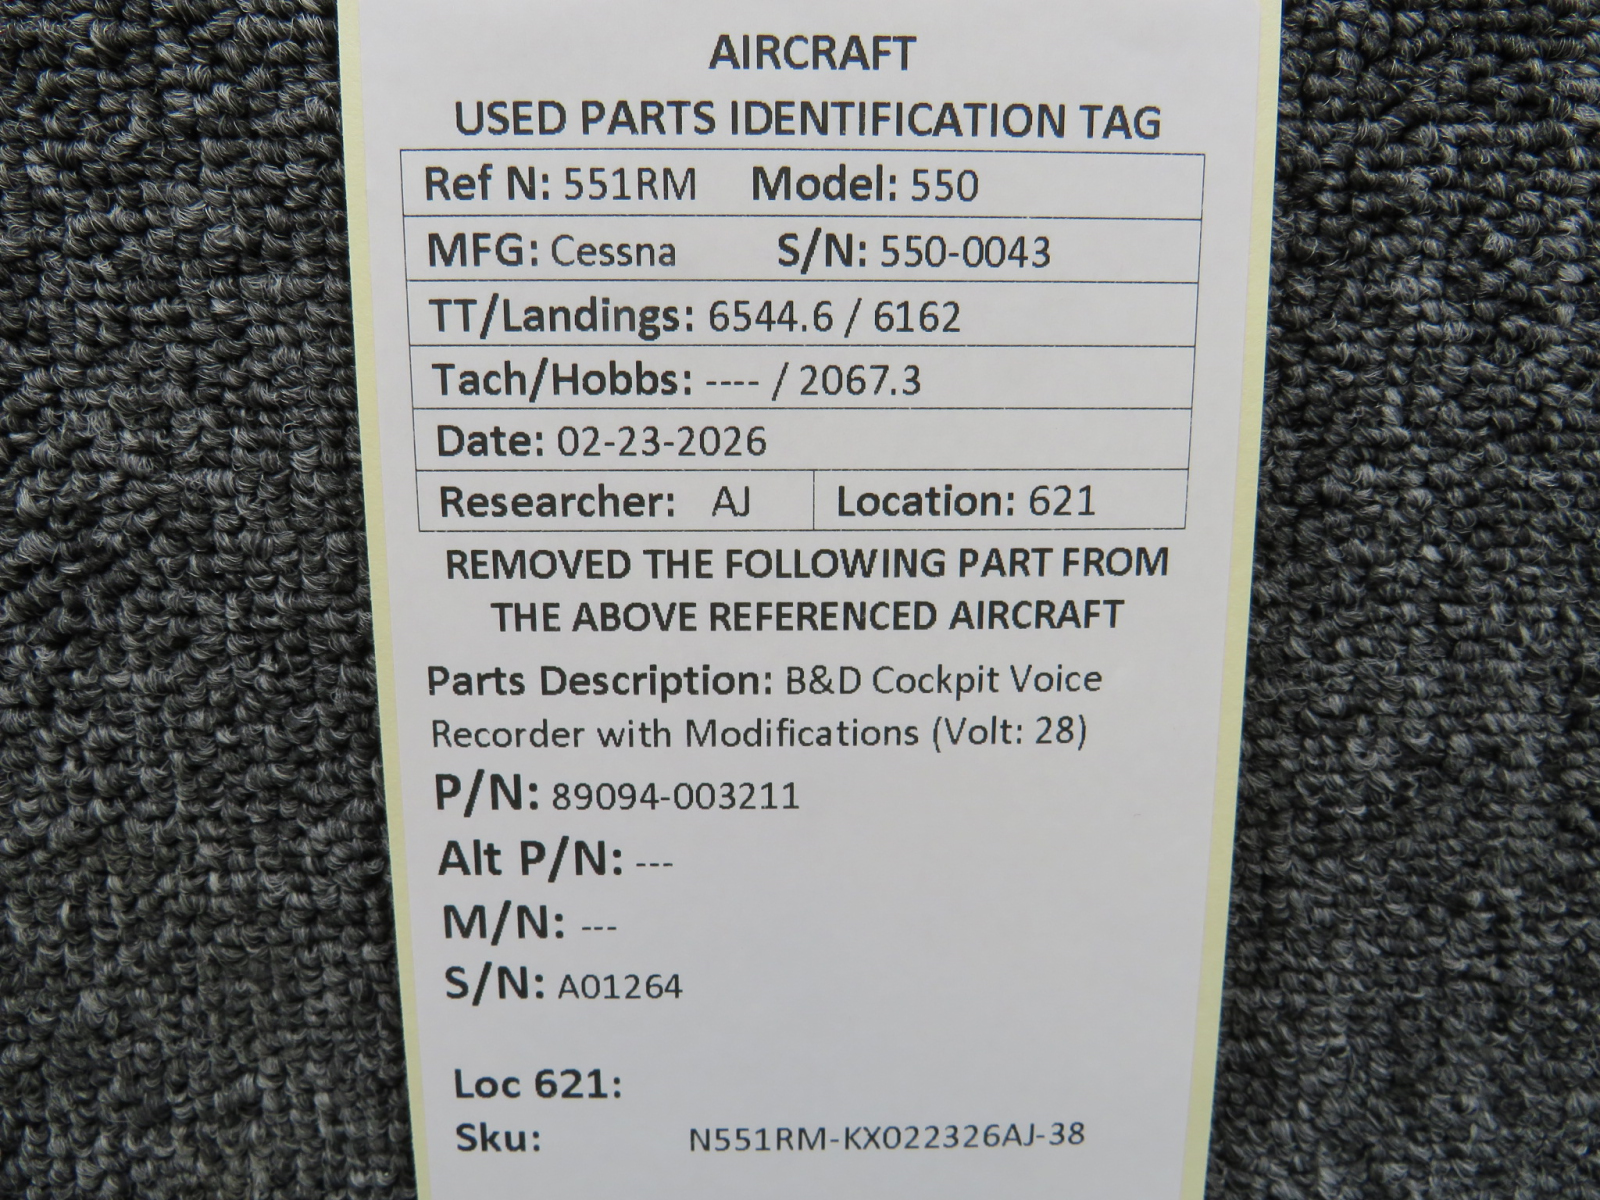 AIRCRAFT
USED PARTS IDENTIFICATION TAG
Ref N: 551RM Model: 550
MFG: Cessna S/N: 550-0043
TT/Landings: 6544.6 / 6162
Tach/Hobbs: ---- / 2067.3
Date: 02-23-2026
Researcher: AJ Location: 621
REMOVED THE FOLLOWING PART FROM
THE ABOVE REFERENCED AIRCRAFT
Parts Description: B&D Cockpit Voice
Recorder with Modifications (Volt: 28)
P/N: 89094-003211
Alt P/N: ---
M/N: ---
S/N: A01264
Loc 621:
Sku: N551RM-KX022326AJ-38